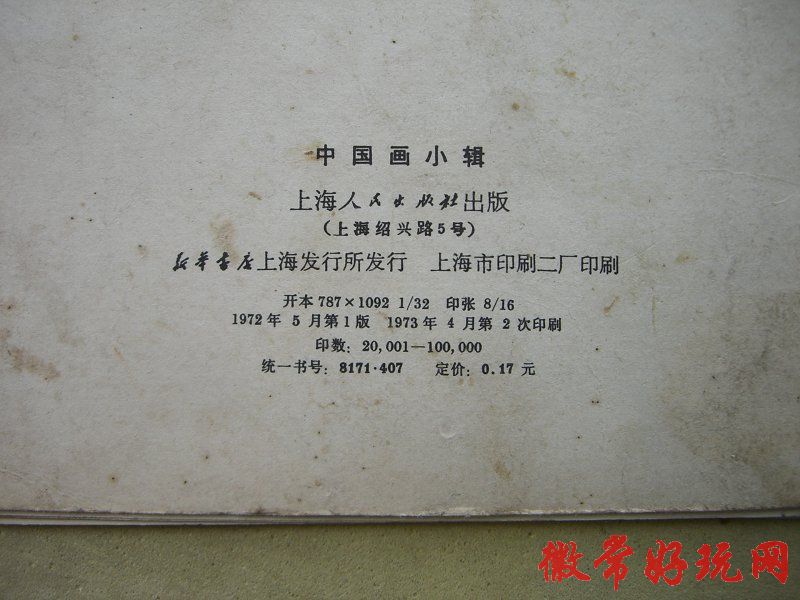 中国画小辑
上海人民出版社出版
(上海绍兴路5号)
新华书店上海发行所发行 上海市印刷二厂印刷
开本 787×1092 1/32 印张 8/16
1972年 5 月第1版 1973年 4 月第 2 次印刷
印数: 20,001—100,000
统一书号: 8171·407 定价: 0.17 元
徽常好玩网